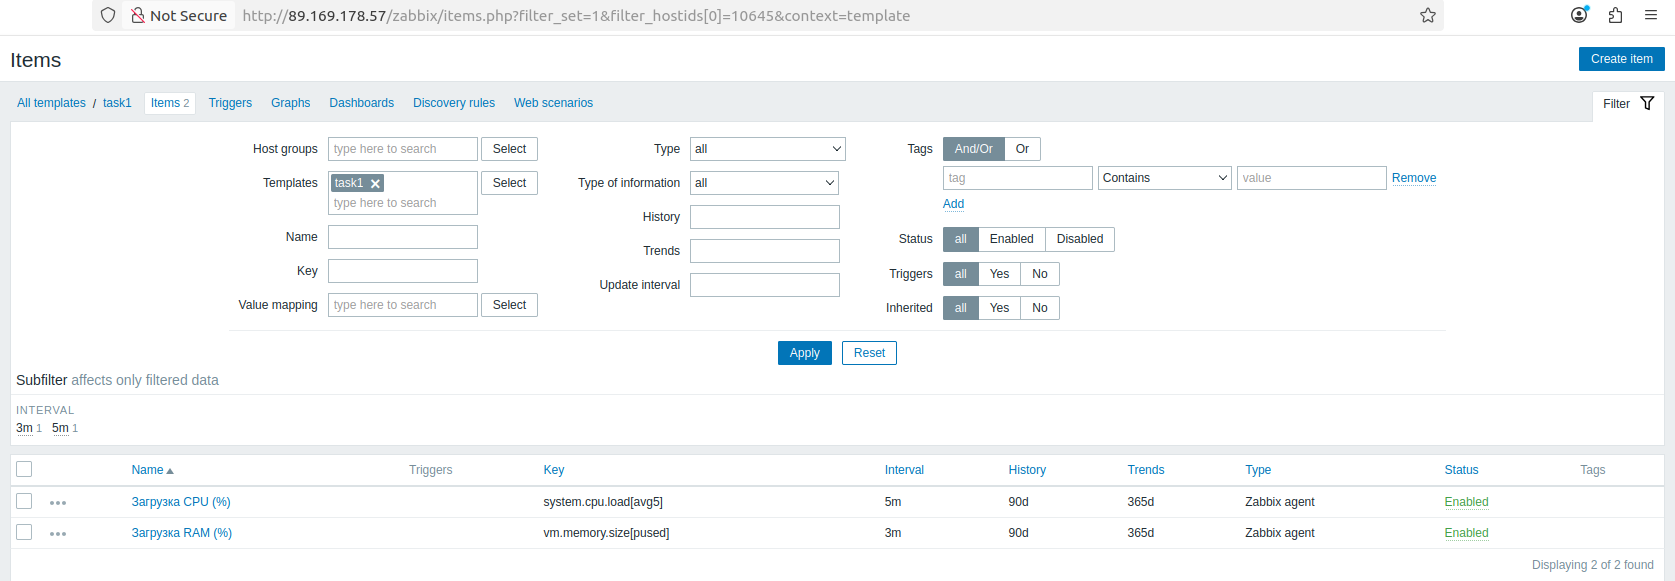 Not Secure http://89.169.178.57/zabbix/items.php?filter_set=1&filter_hostids[0]=10645&context=template
Items Create item
All templates / task1 Items 2 Triggers Graphs Dashboards Discovery rules Web scenarios Filter
Host groups type here to search Select Type all Tags And/Or Or
Templates task1 type here to search Select Type of information all tag Contains value Remove
History Add
Name Trends Status all Enabled Disabled
Key Update interval Triggers all Yes No
Value mapping type here to search Select Inherited all Yes No
Apply Reset
Subfilter affects only filtered data
INTERVAL
3m 1 5m 1
Name Triggers Key Interval History Trends Type Status Tags
Загрузка CPU (%) system.cpu.load[avg5] 5m 90d 365d Zabbix agent Enabled
Загрузка RAM (%) vm.memory.size[pused] 3m 90d 365d Zabbix agent Enabled
Displaying 2 of 2 found